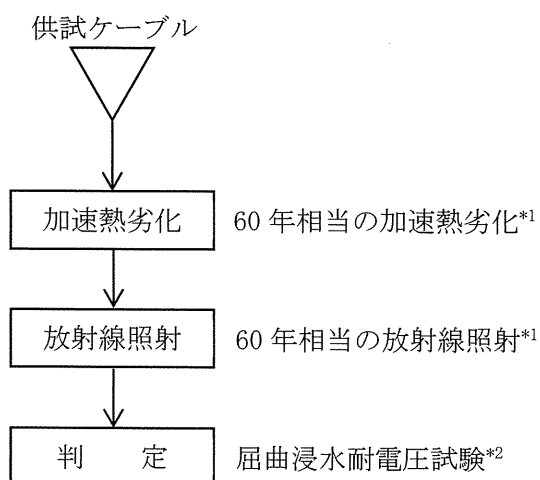 供試ケーブル
加速熱劣化 60年相当の加速熱劣化*1
放射線照射 60年相当の放射線照射*1
判 定 屈曲浸水耐電圧試験*2